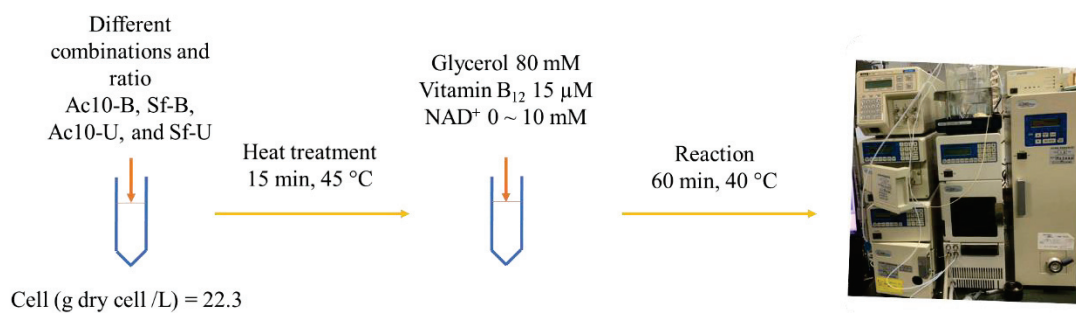 Different
combinations and
ratio
Ac10-B, Sf-B,
Ac10-U, and Sf-U
Heat treatment
15 min, 45 °C
Glycerol 80 mM
Vitamin B₁₂ 15 µM
NAD⁺ 0 ~ 10 mM
Reaction
60 min, 40 °C
Cell (g dry cell /L) = 22.3